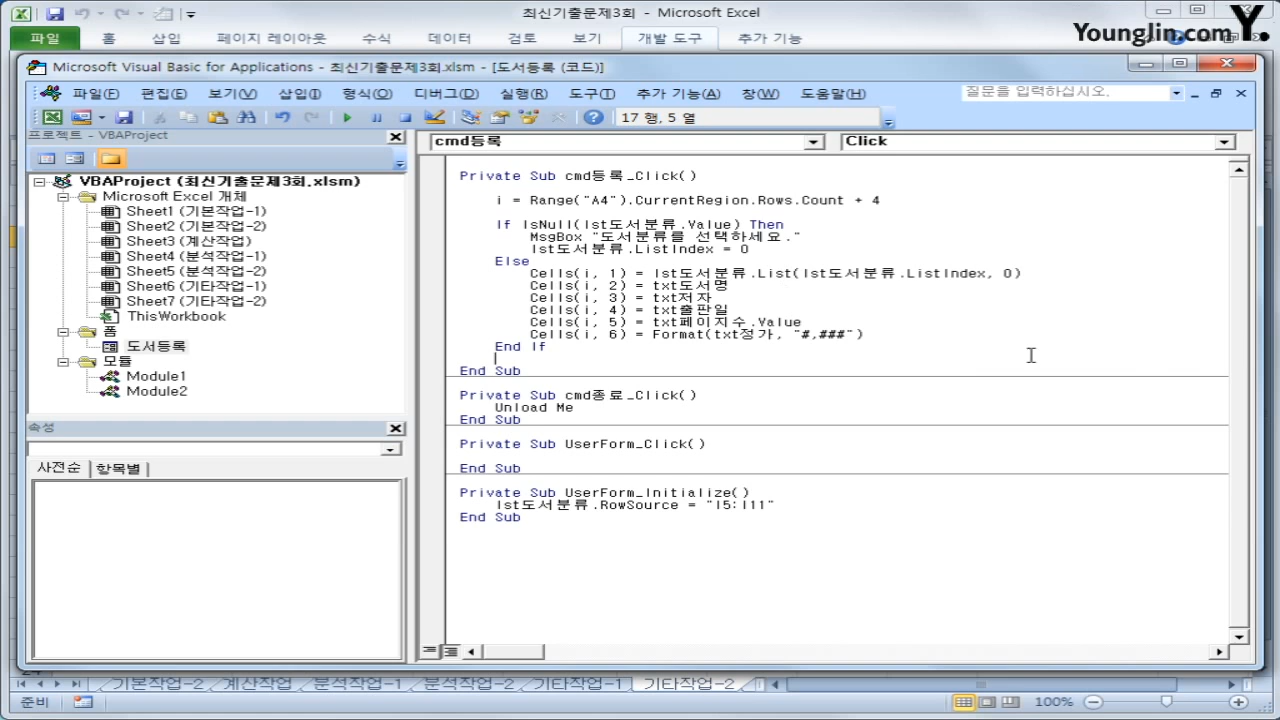 최신기출문제3회 - Microsoft Excel
파일 홈 삽입 페이지 레이아웃 수식 데이터 검토 보기 개발 도구 추가 기능
Younglin.com Y.
Microsoft Visual Basic for Applications - 최신기출문제3회.xlsm - [도서등록 (코드)]
파일(F) 편집(E) 보기(V) 삽입(I) 형식(O) 디버그(D) 실행(R) 도구(T) 추가 기능(A) 창(W) 도움말(H) 질문을 입력하십시오.
17 행, 5 열
프로젝트 - VBAProject
cmd등록 Click
VBAProject (최신기출문제3회.xlsm)
Microsoft Excel 개체
Sheet1 (기본작업-1)
Sheet2 (기본작업-2)
Sheet3 (계산작업)
Sheet4 (분석작업-1)
Sheet5 (분석작업-2)
Sheet6 (기타작업-1)
Sheet7 (기타작업-2)
ThisWorkbook
폼
도서등록
모듈
Module1
Module2
속성
사전순 항목별
Private Sub cmd등록_Click()
i = Range("A4").CurrentRegion.Rows.Count + 4
If IsNull(lst도서분류.Value) Then
MsgBox "도서분류를 선택하세요."
lst도서분류.ListIndex = 0
Else
Cells(i, 1) = lst도서분류.List(lst도서분류.ListIndex, 0)
Cells(i, 2) = txt도서명
Cells(i, 3) = txt저자
Cells(i, 4) = txt출판일
Cells(i, 5) = txt페이지수.Value
Cells(i, 6) = Format(txt정가, "#,###")
End If
End Sub
Private Sub cmd종료_Click()
Unload Me
End Sub
Private Sub UserForm_Click()
End Sub
Private Sub UserForm_Initialize()
lst도서분류.RowSource = "I5:I11"
End Sub
기본작업-2 계산작업 분석작업-1 분석작업-2 기타작업-1 기타작업-2
준비 100%